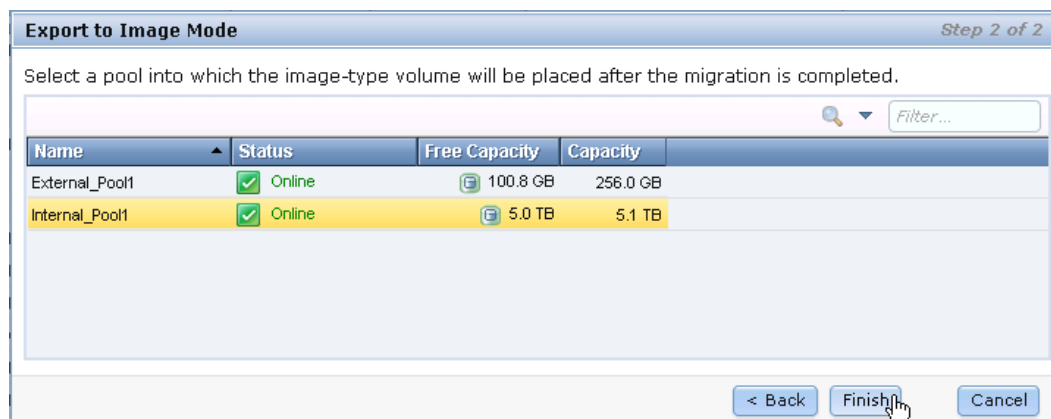 Export to Image Mode Step 2 of 2
Select a pool into which the image-type volume will be placed after the migration is completed.
Filter...
Name Status Free Capacity Capacity
External_Pool1 Online 100.8 GB 256.0 GB
Internal_Pool1 Online 5.0 TB 5.1 TB
< Back Finish Cancel